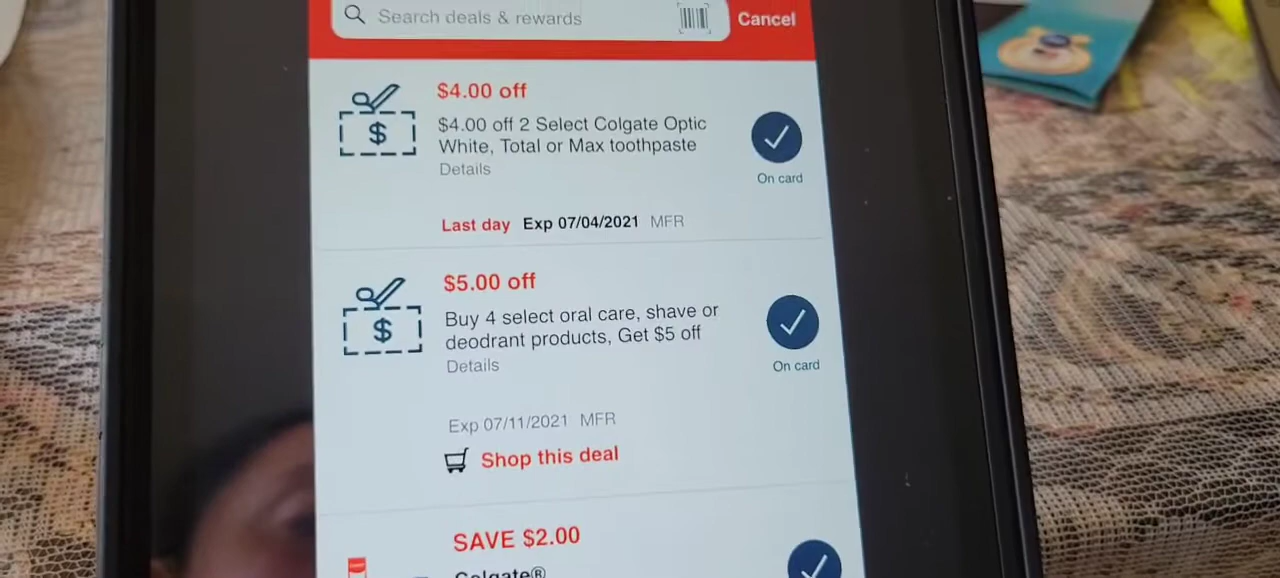 Search deals & rewards
Cancel
$4.00 off
$4.00 off 2 Select Colgate Optic
White, Total or Max toothpaste
Details
On card
Last day Exp 07/04/2021 MFR
$5.00 off
Buy 4 select oral care, shave or
deodrant products, Get $5 off
Details
On card
Exp 07/11/2021 MFR
Shop this deal
SAVE $2.00
Colgate®